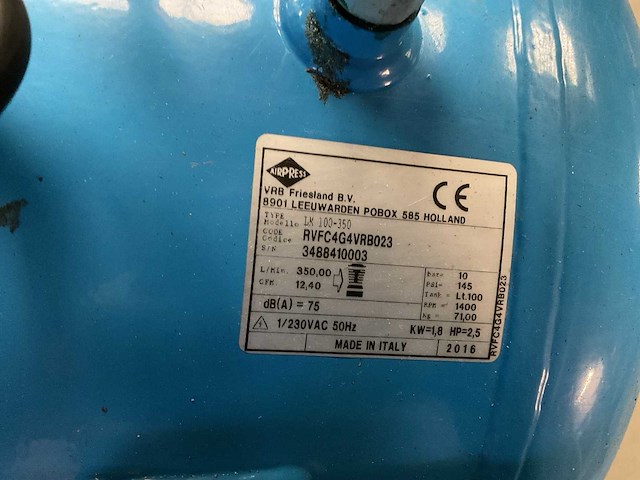 AIRPRESS
VRB Friesland B.V.
8901 LEEUWARDEN POBOX 585 HOLLAND
CE
TYPE
Modello LM 100-350
CODE
Codice RVFC4G4VRB023
S/N 3488410003
L/min. 350,00
CFM. 12,40
bar= 10
PSI= 145
Tank = Lt.100
RPM = 1400
Kg = 71,00
dB(A) = 75
1/230VAC 50Hz KW=1,8 HP=2,5
MADE IN ITALY 2016
RVFC4G4VRB023